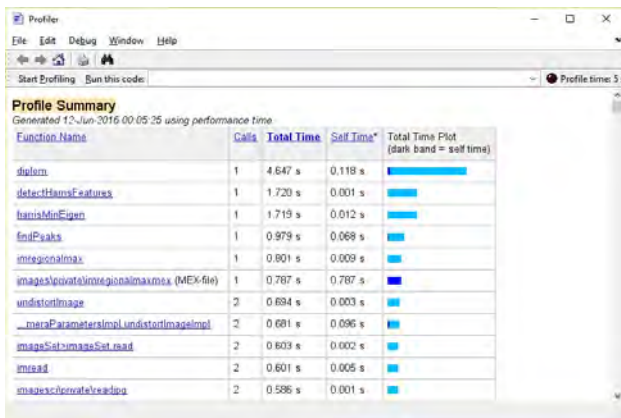 Profiler
File Edit Debug Window Help
Start Profiling Run this code: Profile time: 5
Profile Summary
Generated 12-Jun-2016 00:05:25 using performance time.
Function Name Calls Total Time Self Time* Total Time Plot
(dark band = self time)
diplom 1 4.647 s 0.118 s
detectHarrisFeatures 1 1.720 s 0.001 s
harrisMinEigen 1 1.719 s 0.012 s
findPeaks 1 0.979 s 0.068 s
imregionalmax 1 0.801 s 0.009 s
images\private\imregionalmaxmex (MEX-file) 1 0.787 s 0.787 s
undistortImage 2 0.694 s 0.003 s
...meraParametersImpl.undistortImageImpl 2 0.681 s 0.096 s
imageSet>imageSet.read 2 0.603 s 0.002 s
imread 2 0.601 s 0.005 s
imagesci\private\readjpg 2 0.586 s 0.001 s